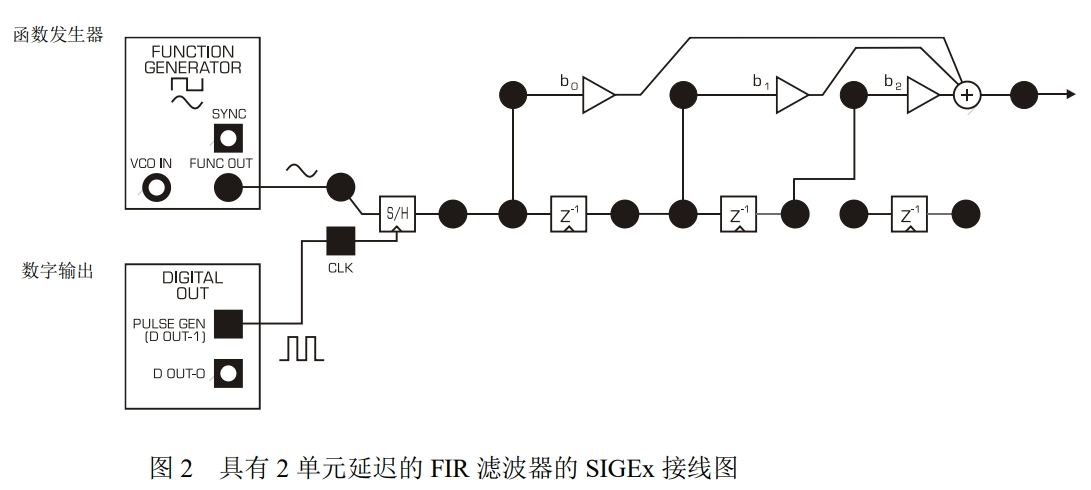 函数发生器
FUNCTION
GENERATOR
SYNC
VCO IN
FUNC OUT
S/H
CLK
b0
b1
b2
+
Z-1
Z-1
Z-1
数字输出
DIGITAL
OUT
PULSE GEN
(D OUT-1)
D OUT-0
图 2 具有 2 单元延迟的 FIR 滤波器的 SIGEx 接线图